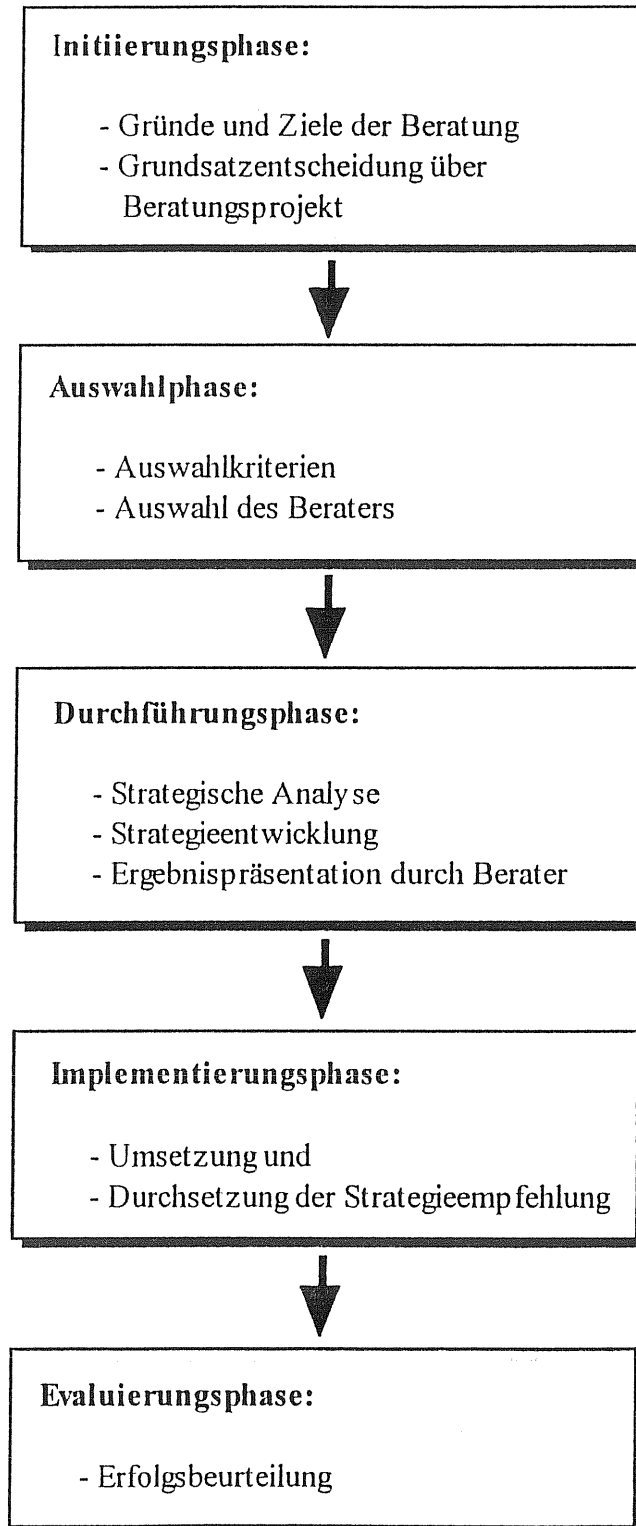 Initiierungsphase:
- Gründe und Ziele der Beratung
- Grundsatzentscheidung über
Beratungsprojekt
Auswahlphase:
- Auswahlkriterien
- Auswahl des Beraters
Durchführungsphase:
- Strategische Analyse
- Strategieentwicklung
- Ergebnispräsentation durch Berater
Implementierungsphase:
- Umsetzung und
- Durchsetzung der Strategieempfehlung
Evaluierungsphase:
- Erfolgsbeurteilung